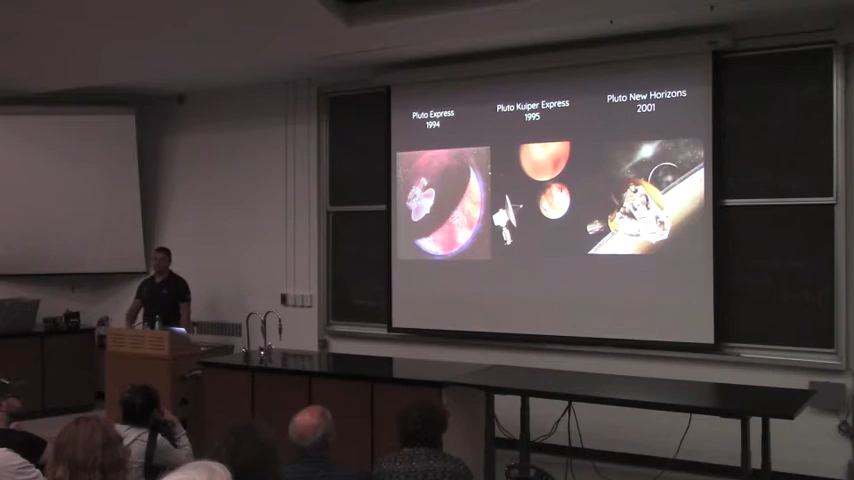 Pluto Express
1994
Pluto Kuiper Express
1995
Pluto New Horizons
2001